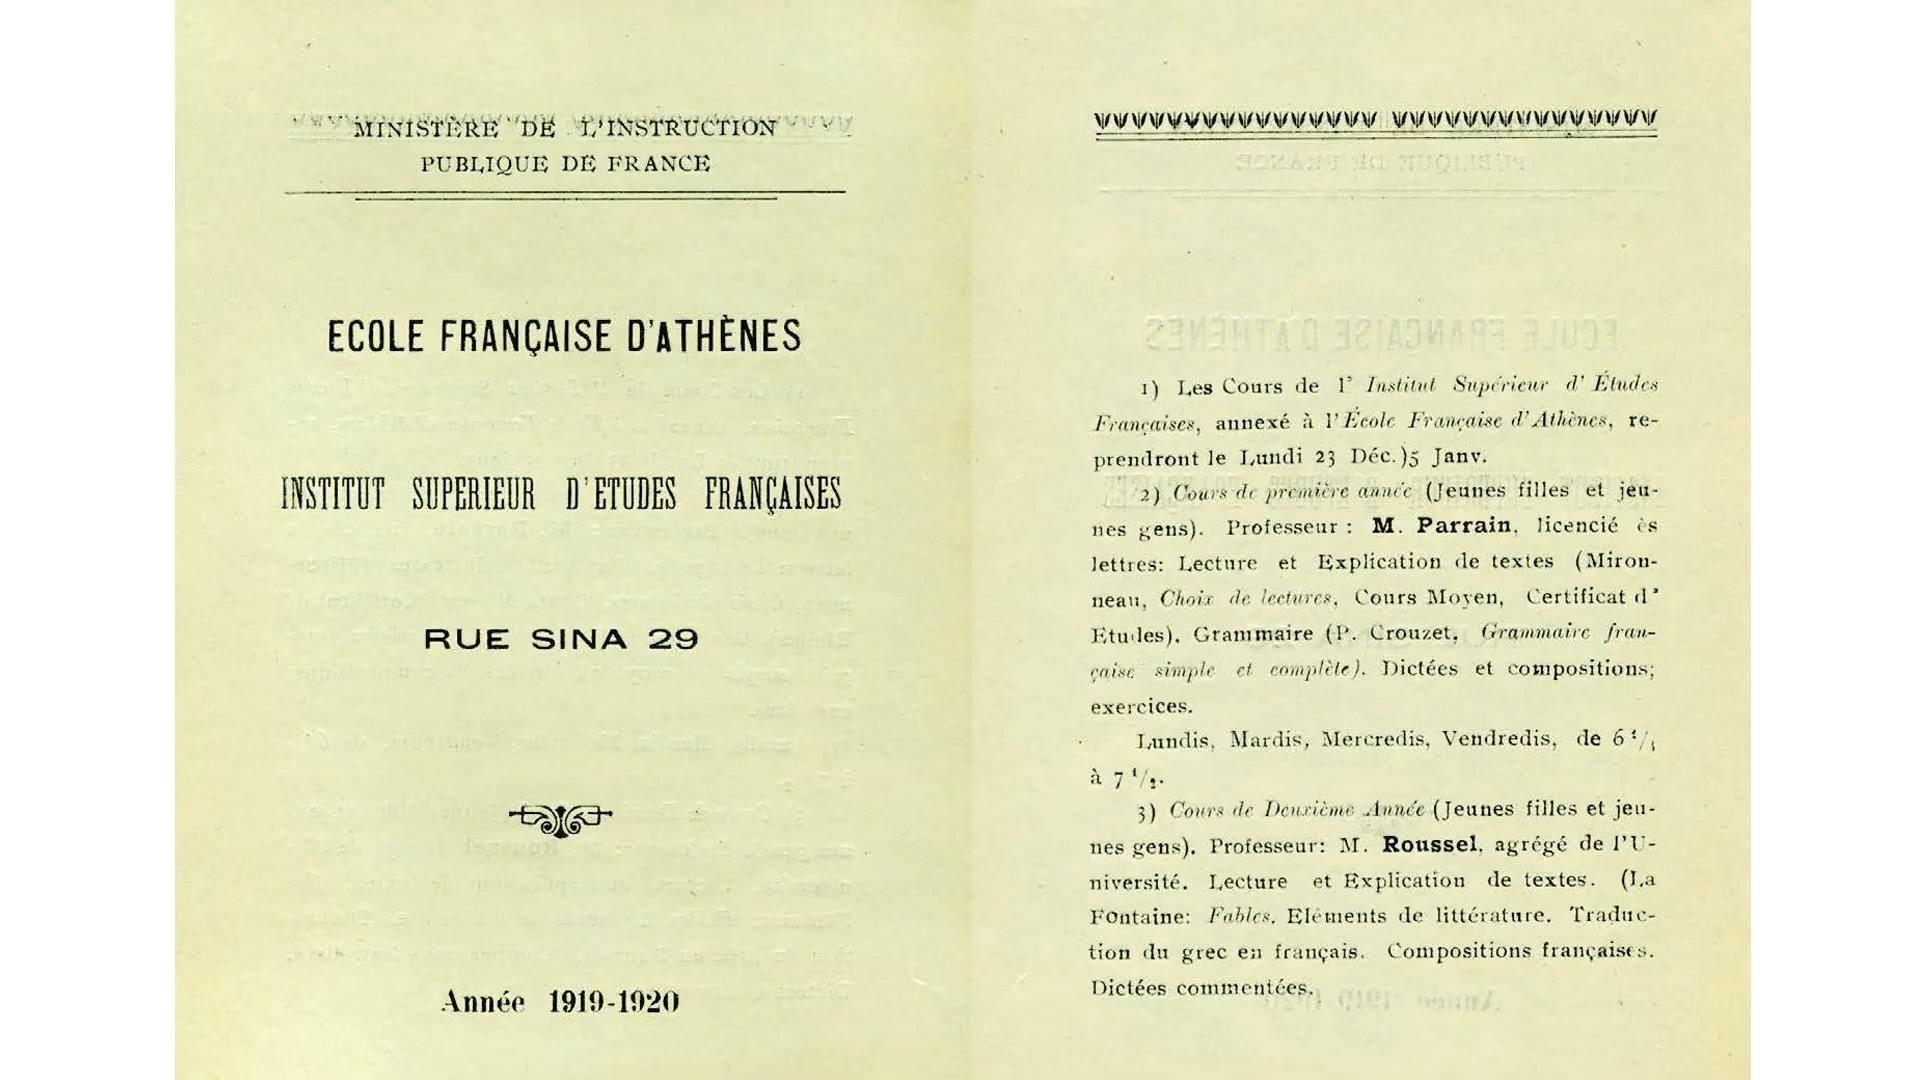 MINISTÈRE DE L'INSTRUCTION
PUBLIQUE DE FRANCE
ECOLE FRANÇAISE D'ATHÈNES
INSTITUT SUPERIEUR D'ETUDES FRANÇAISES
RUE SINA 29
Année 1919-1920
1) Les Cours de l' Institut Supérieur d' Études
Françaises, annexé à l'École Française d'Athènes, re-
prendront le Lundi 23 Déc.)5 Janv.
2) Cours de première année (Jeunes filles et jeu-
nes gens). Professeur : M. Parrain, licencié ès
lettres: Lecture et Explication de textes (Miron-
neau, Choix de lectures, Cours Moyen, Certificat d'
Etudes). Grammaire (P. Crouzet, Grammaire fran-
çaise simple et complète). Dictées et compositions;
exercices.
Lundis, Mardis, Mercredis, Vendredis, de 6 1/4
à 7 1/2.
3) Cours de Deuxième Année (Jeunes filles et jeu-
nes gens). Professeur: M. Roussel, agrégé de l'U-
niversité. Lecture et Explication de textes. (La
Fontaine: Fables. Eléments de littérature. Traduc-
tion du grec en français. Compositions françaises.
Dictées commentées.